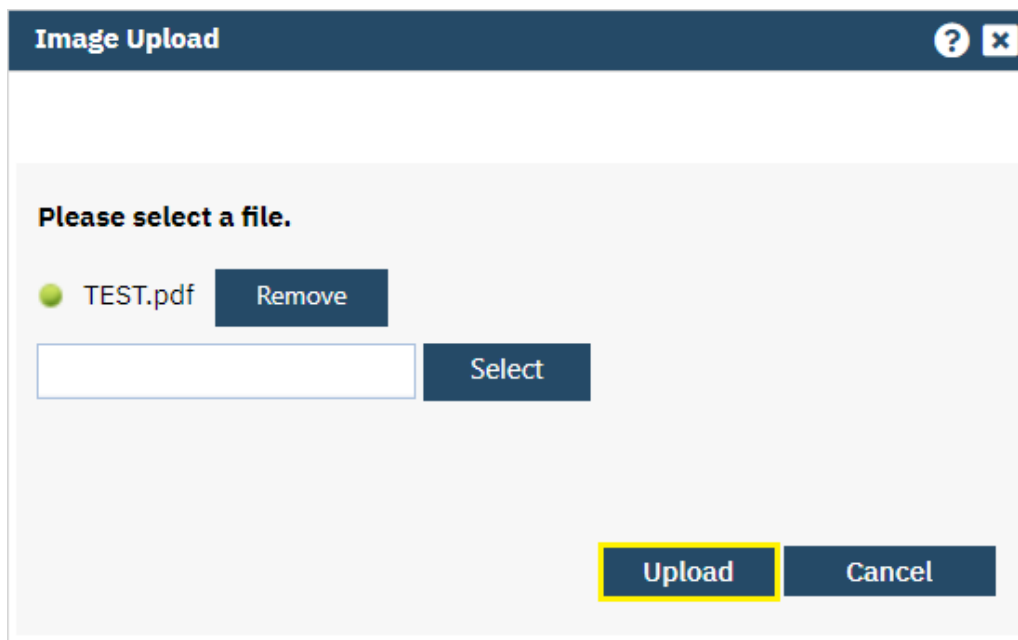 Image Upload ?
Please select a file.
TEST.pdf Remove
Select
Upload Cancel